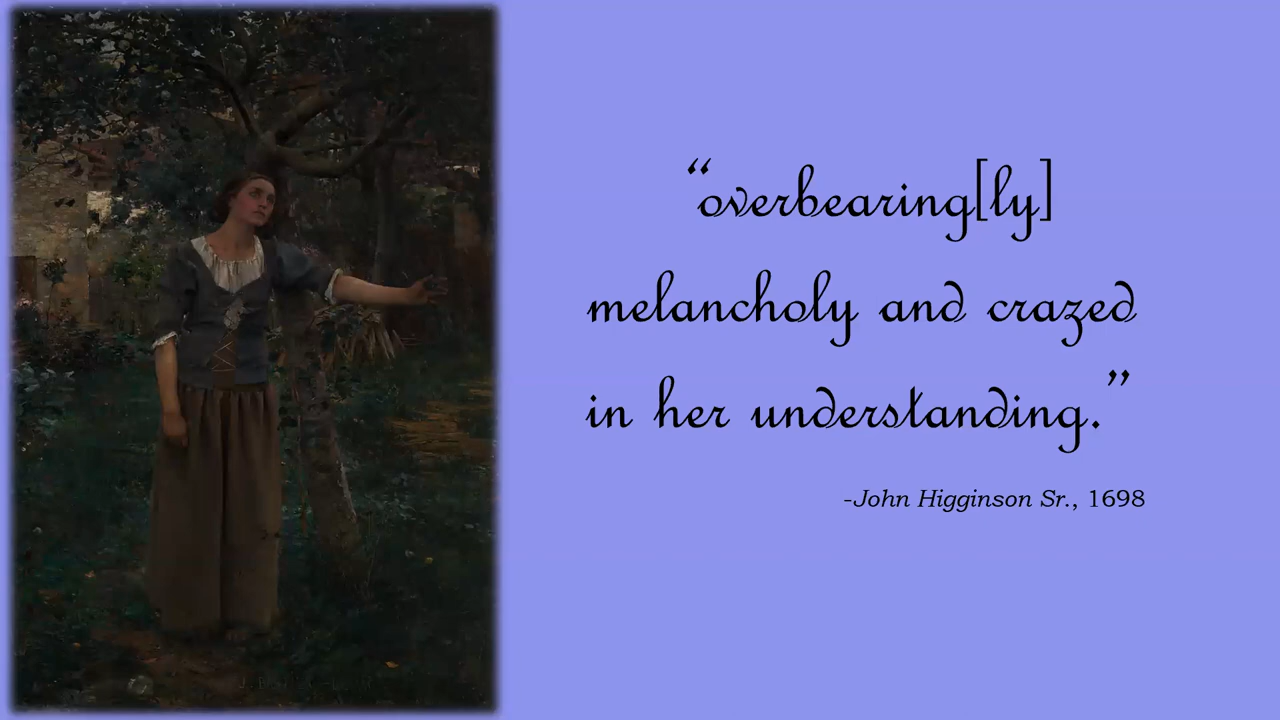 “overbearing[ly]
melancholy and crazed
in her understanding.”
-John Higginson Sr., 1698